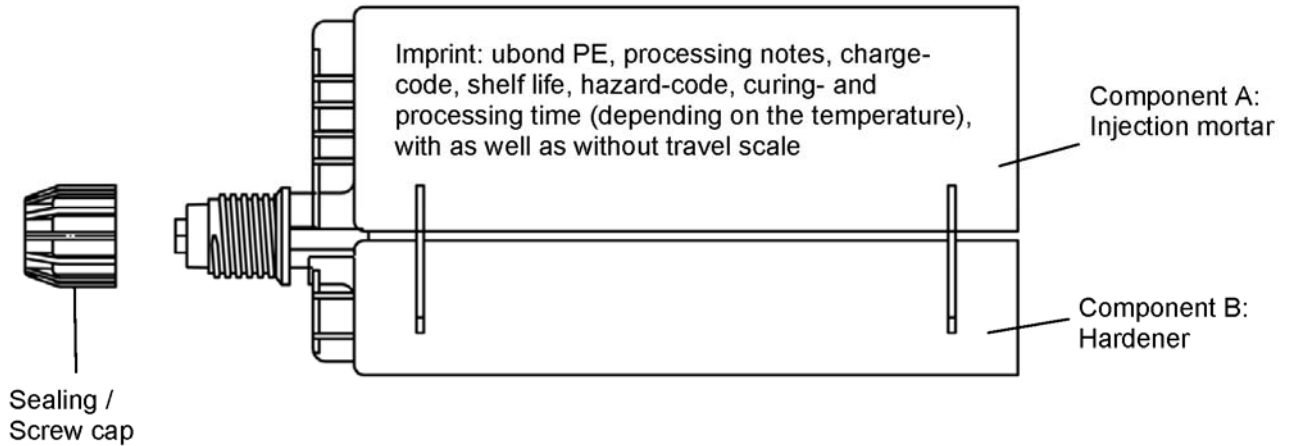 Imprint: ubond PE, processing notes, charge-
code, shelf life, hazard-code, curing- and
processing time (depending on the temperature),
with as well as without travel scale
Component A:
Injection mortar
Component B:
Hardener
Sealing /
Screw cap